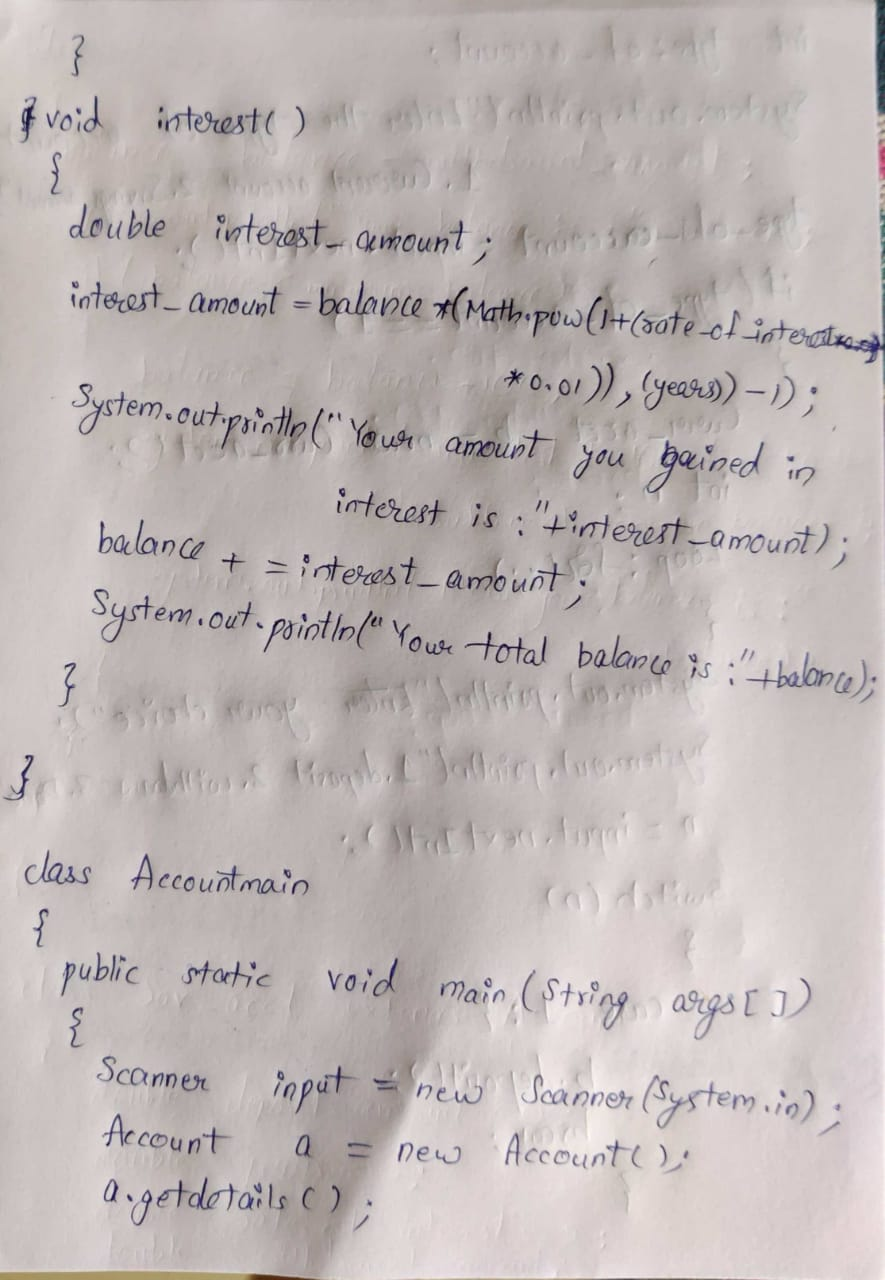 }
void interest()
{
double interest_amount;
interest_amount = balance *(Math.pow(1+(rate_of_interest
*0.01)), (years)) -1);
System.out.println("Your amount you gained in
interest is :"+interest_amount);
balance += interest_amount;
System.out.println("Your total balance is :"+balance);
}
}
class Accountmain
{
public static void main(String args[])
{
Scanner input = new Scanner(System.in);
Account a = new Account();
a.getdetails();